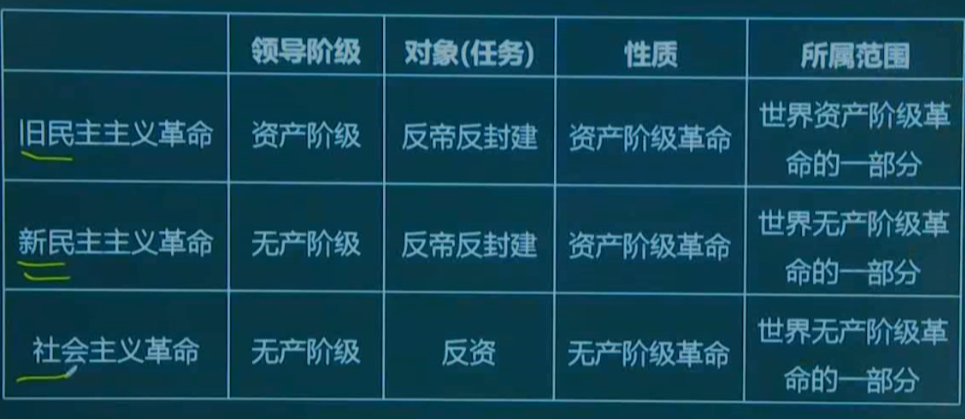 领导阶级 对象(任务) 性质 所属范围
旧民主主义革命 资产阶级 反帝反封建 资产阶级革命 世界资产阶级革
命的一部分
新民主主义革命 无产阶级 反帝反封建 资产阶级革命 世界无产阶级革
命的一部分
社会主义革命 无产阶级 反资 无产阶级革命 世界无产阶级革
命的一部分